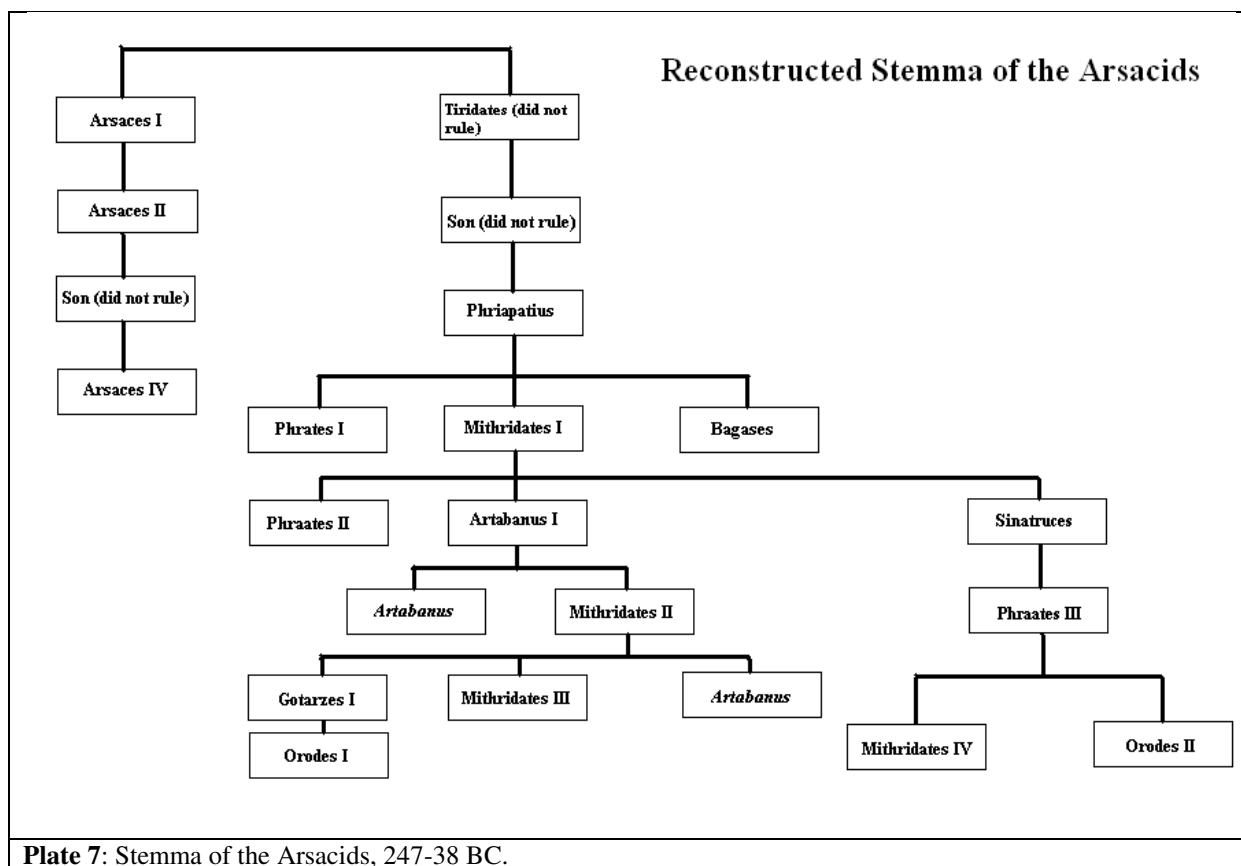 Reconstructed Stemma of the Arsacids
Arsaces I
Tiridates (did not
rule)
Arsaces II
Son (did not rule)
Son (did not rule)
Phriapatius
Arsaces IV
Phrates I
Mithridates I
Bagases
Phraates II
Artabanus I
Sinatruces
Artabanus
Mithridates II
Phraates III
Gotarzes I
Mithridates III
Artabanus
Orodes I
Mithridates IV
Orodes II
Plate 7: Stemma of the Arsacids, 247-38 BC.